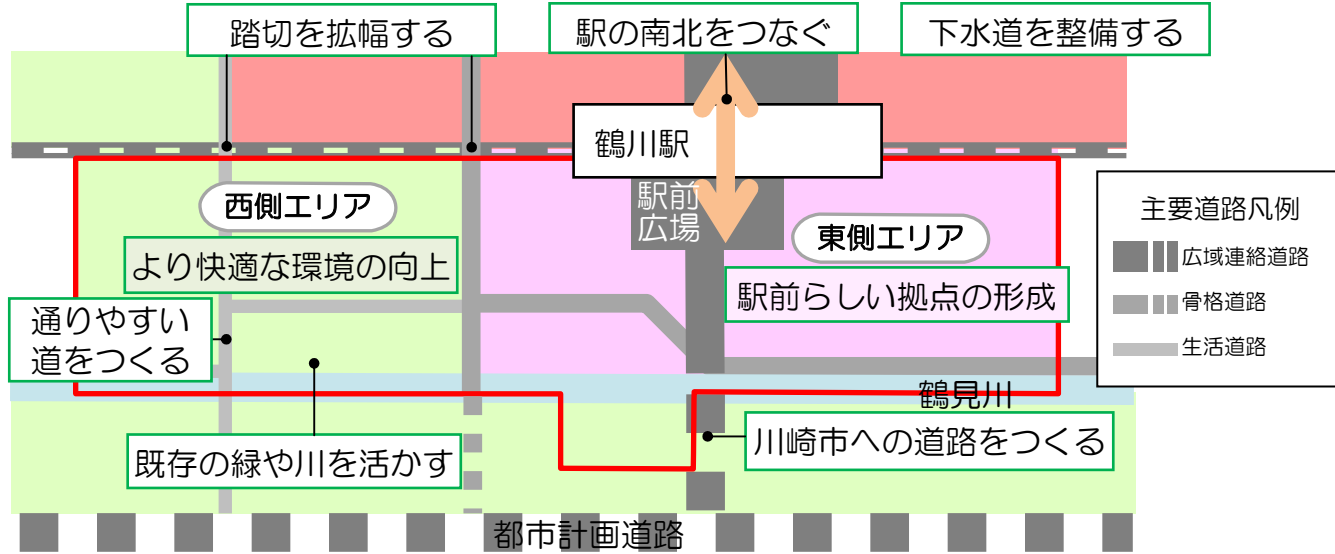 踏切を拡幅する
駅の南北をつなぐ
下水道を整備する
鶴川駅
西側エリア
駅前
広場
東側エリア
より快適な環境の向上
駅前らしい拠点の形成
通りやすい
道をつくる
主要道路凡例
広域連絡道路
骨格道路
生活道路
鶴見川
既存の緑や川を活かす
川崎市への道路をつくる
都市計画道路